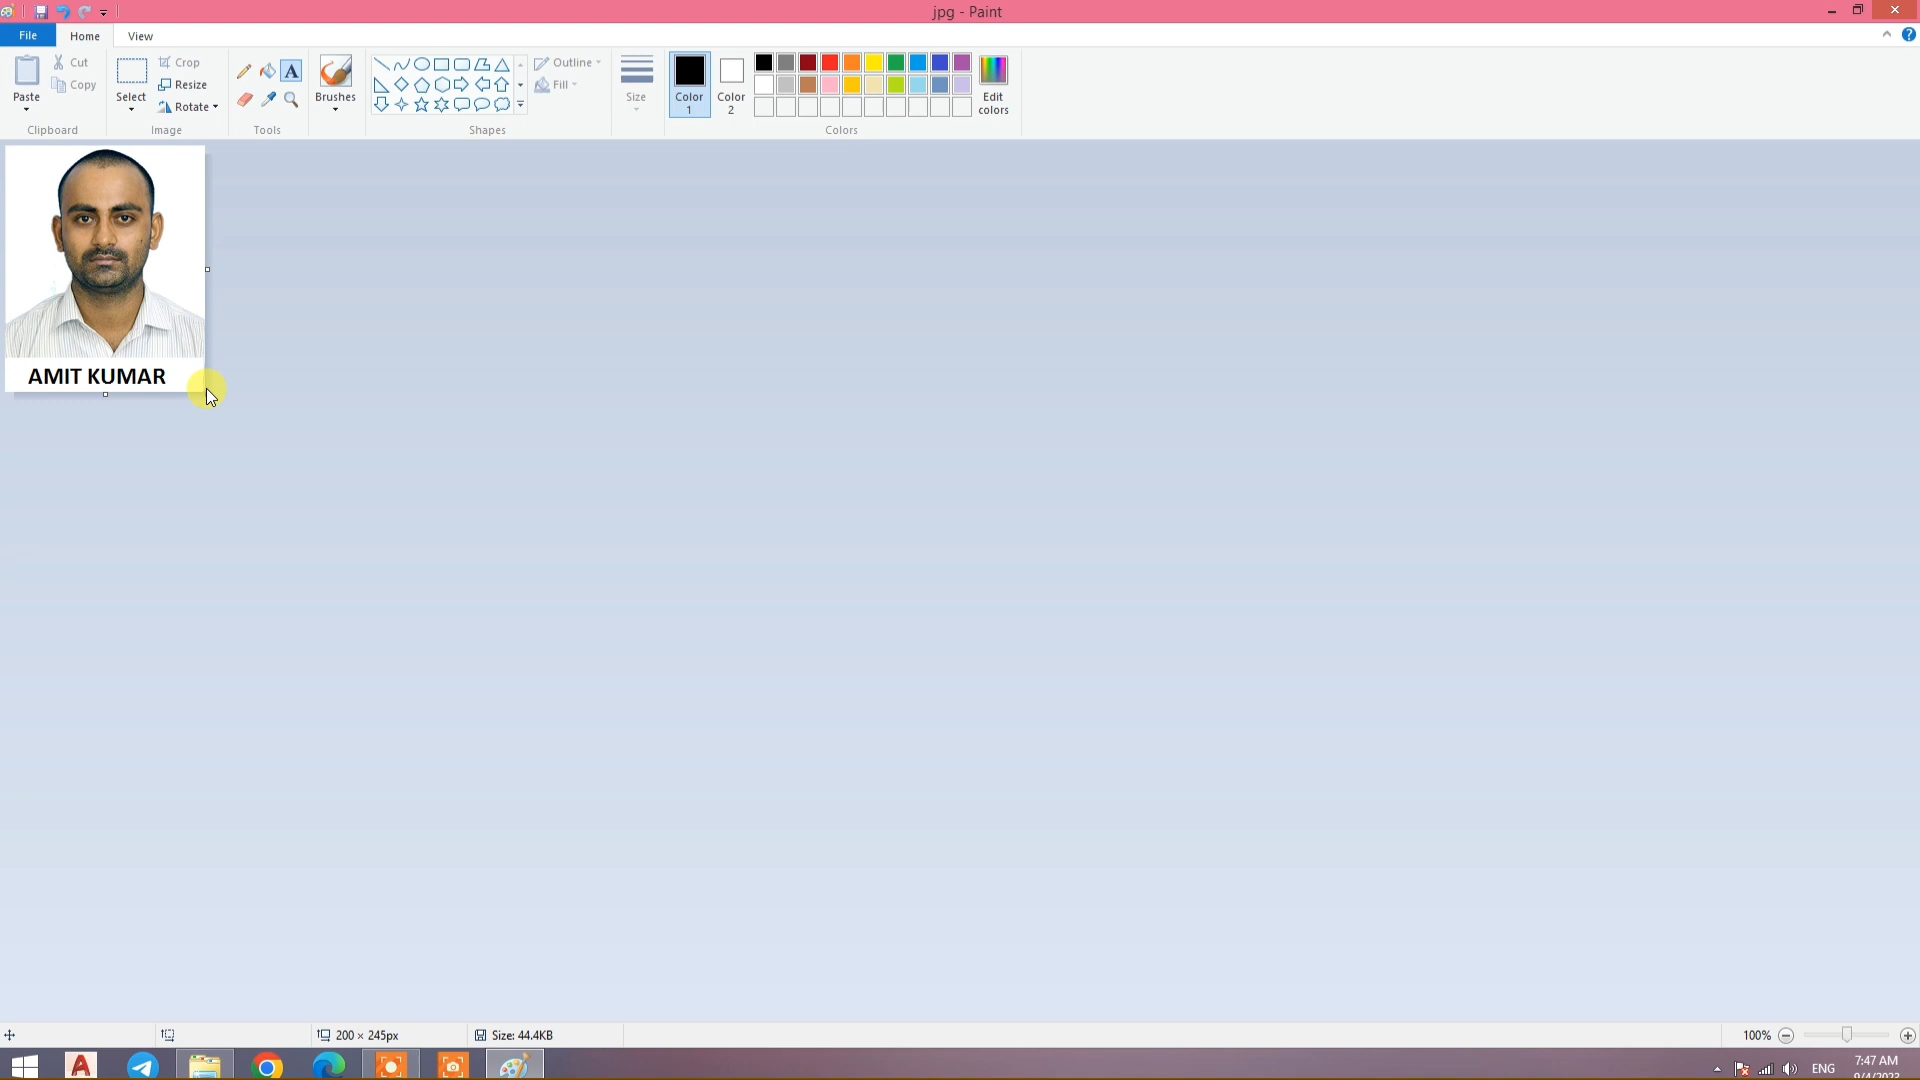 jpg - Paint
File Home View
Paste Cut Copy
Clipboard
Select Crop Resize Rotate
Image
A
Tools
Brushes
Shapes
Outline
Fill
Size
Color 1
Color 2
Edit colors
Colors
AMIT KUMAR
200 × 245px
Size: 44.4KB
100%
ENG
7:47 AM